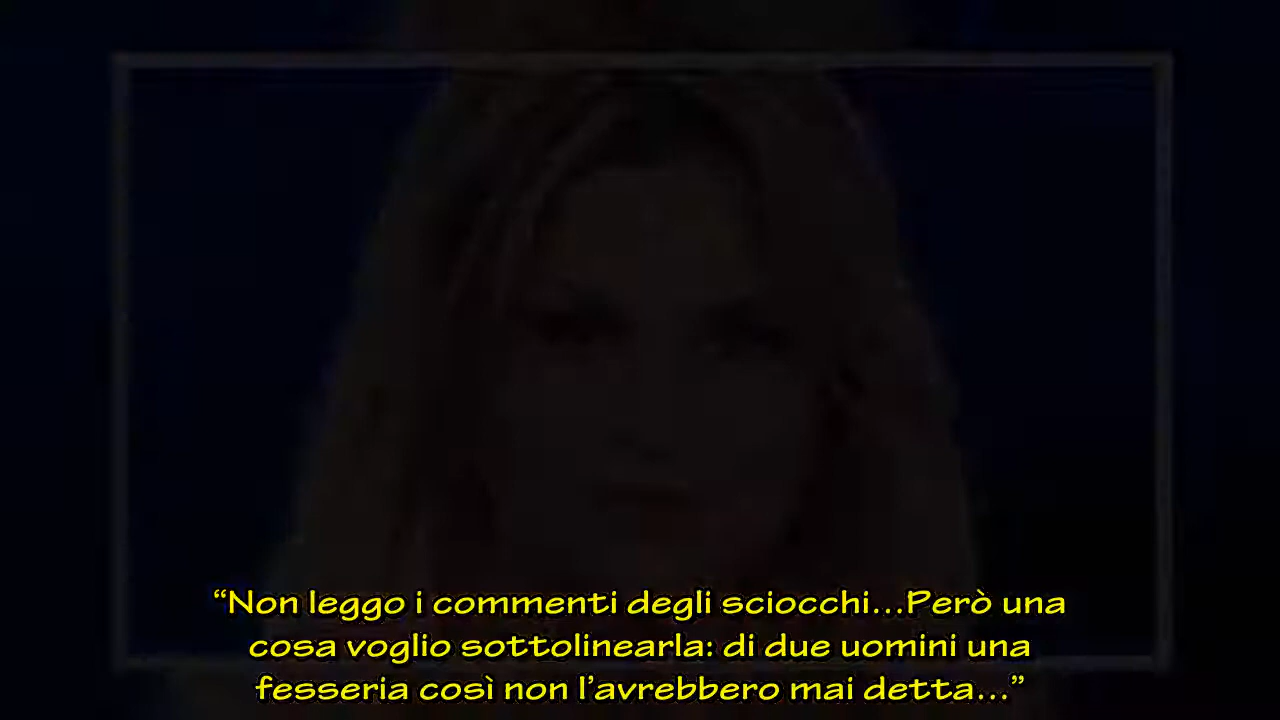 “Non leggo i commenti degli sciocchi...Però una
cosa voglio sottolinearla: di due uomini una
fesseria così non l’avrebbero mai detta...”